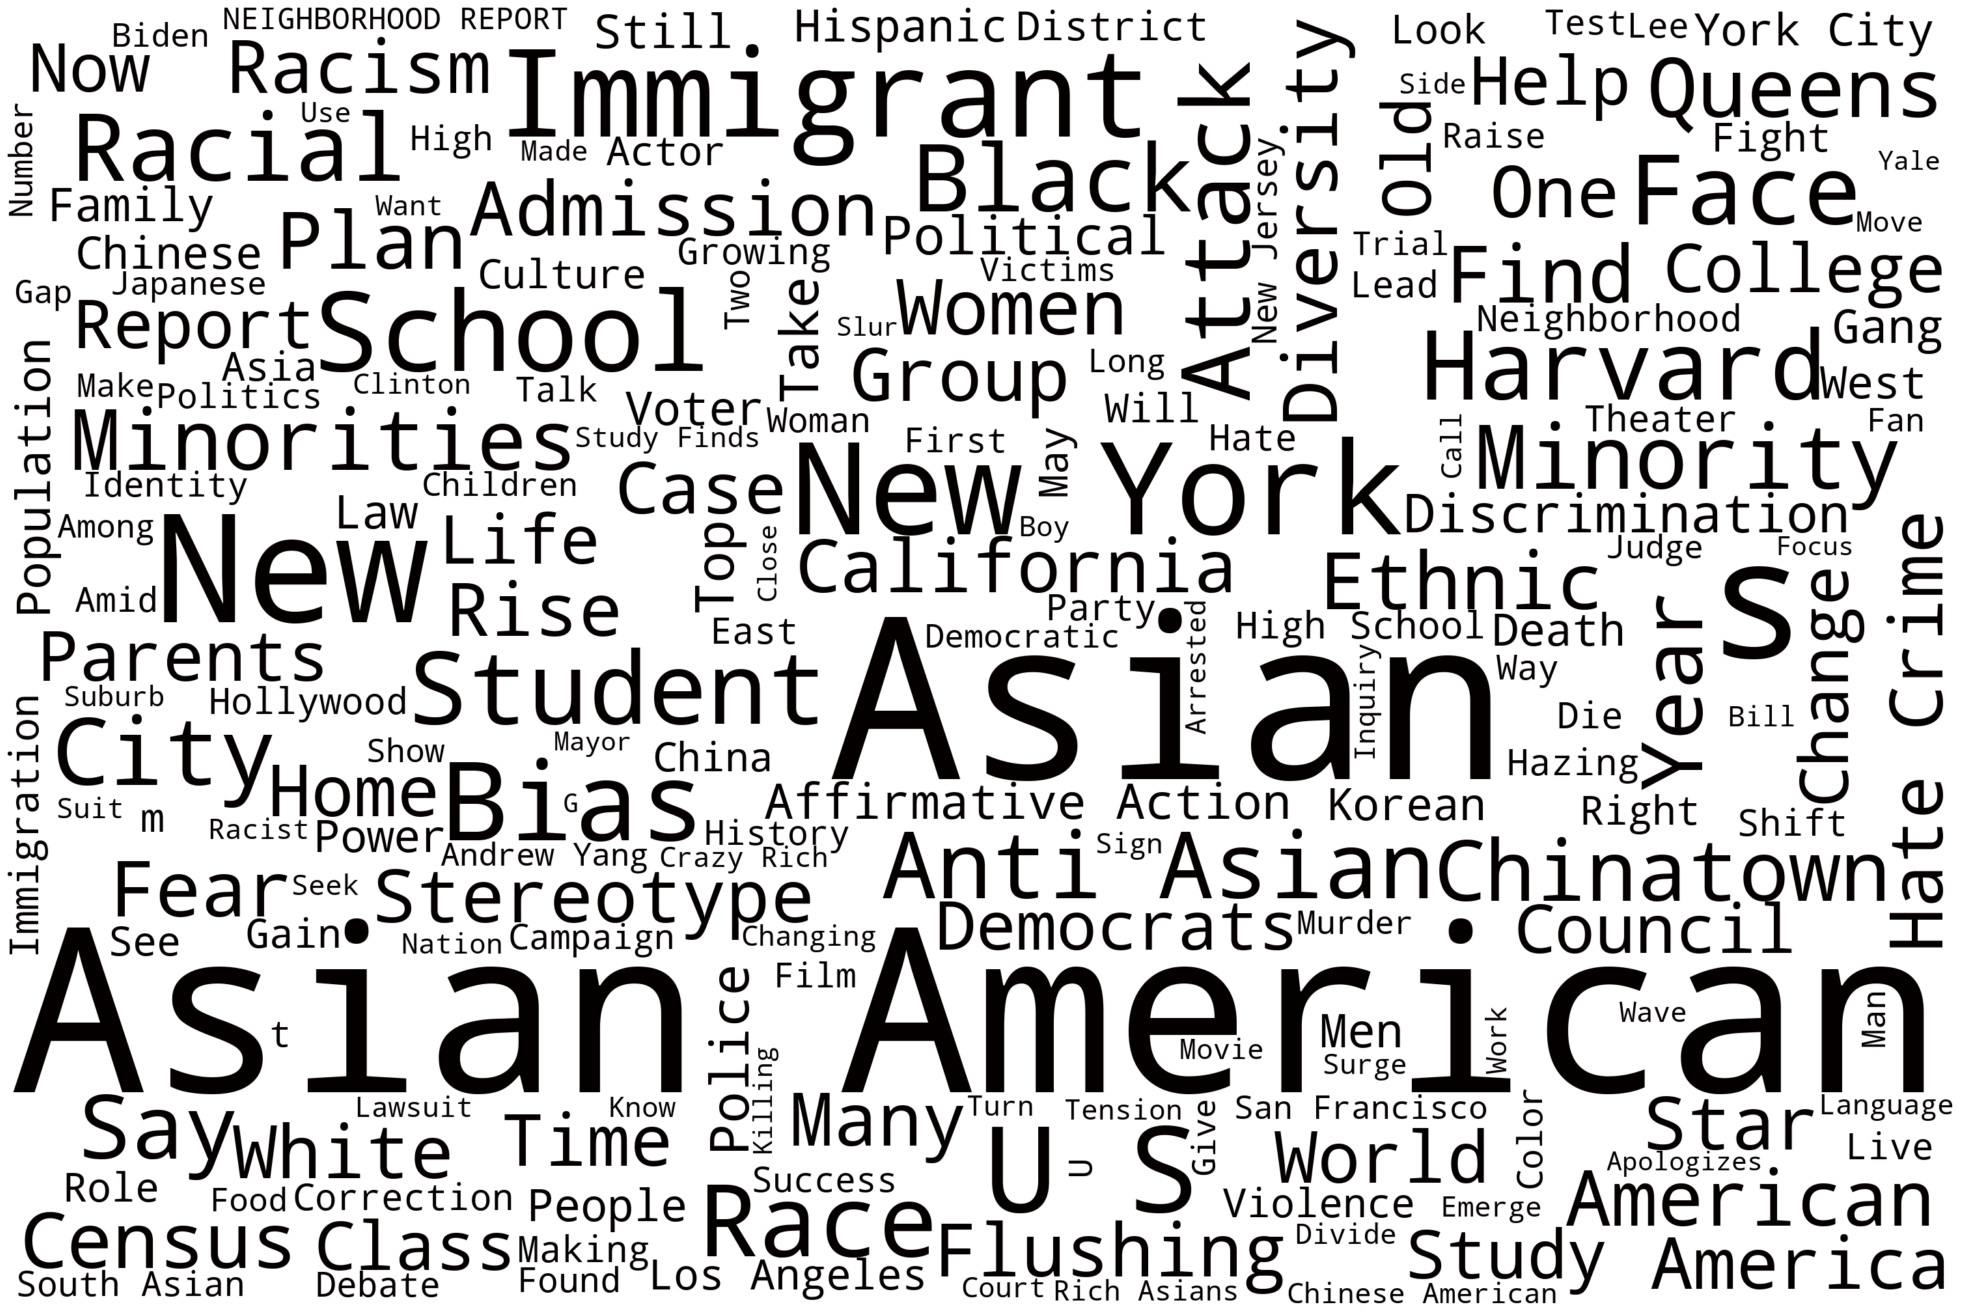 NEIGHBORHOOD REPORT
Biden
Still
Hispanic
District
Look
Test
Lee
York City
Now
Racism
Immigrant
Attack
Diversity
Side
Help
Queens
Number
Use
Racial
High
Made
Actor
Black
New Jersey
Old
Raise
Fight
Yale
Family
Want
Admission
One
Face
Move
Chinese
Plan
Growing
Political
Trial
Find
College
Gap
Japanese
Culture
Two
Victims
Lead
Report
School
Take
Slur
Women
Neighborhood
Gang
Population
Asia
Group
Long
Harvard
West
Make
Politics
Clinton
Talk
Voter
Woman
Will
Theater
Fan
Minorities
Study Finds
First
May
Hate
Call
Minority
Identity
Children
Case
New York
Discrimination
Among
Law
Life
Top
Close
Boy
Judge
Focus
Hate Crime
New
California
Ethnic
s
Change
Amid
Rise
Party
Year
East
Democratic
Arrested
High School
Death
Parents
Student
Asian
Inquiry
Way
Suburb
Hollywood
Die
Bill
Immigration
City
Show
Mayor
China
Hazing
Home
Bias
G
Affirmative Action
Korean
Right
Shift
Suit
m
Racist
Power
History
Andrew Yang
Crazy Rich
Anti Asian
Sign
Chinatown
Fear
Seek
Stereotype
Democrats
Murder
Council
See
Gain
Nation
Campaign
Changing
Asian American
Police
Film
t
Movie
Men
Surge
Work
Wave
Man
Killing
Say
Lawsuit
Know
Many
Turn
Tension
Give
San Francisco
Color
Star
Language
White
Time
U S
U
World
Live
Role
Success
Apologizes
Food
Correction
People
Race
Violence
Emerge
American
Census
Class
Making
Flushing
Divide
Study
America
South Asian
Debate
Found
Los Angeles
Court
Rich Asians
Chinese American